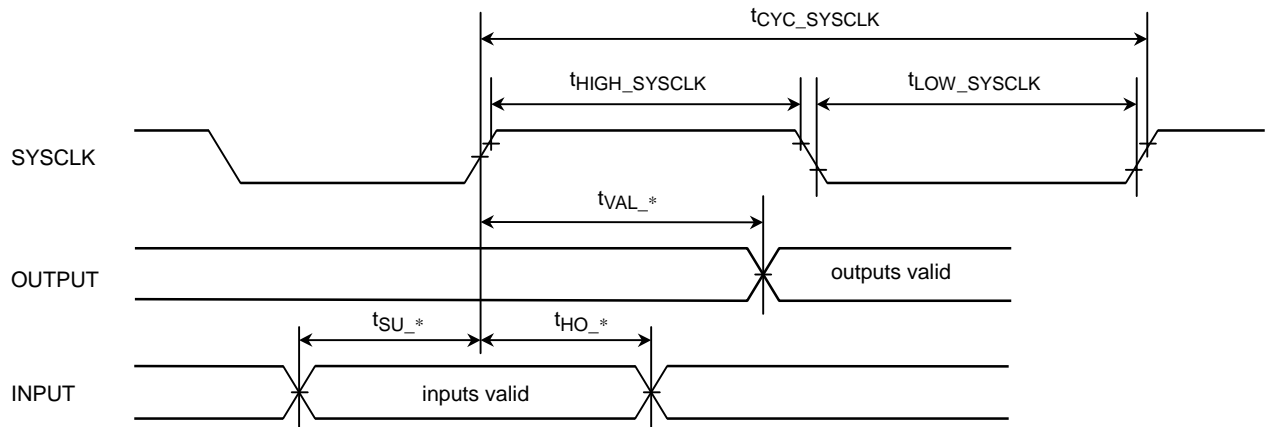 tCYC_SYSCLK
tHIGH_SYSCLK
tLOW_SYSCLK
SYSCLK
tVAL_*
OUTPUT
outputs valid
tSU_*
tHO_*
INPUT
inputs valid